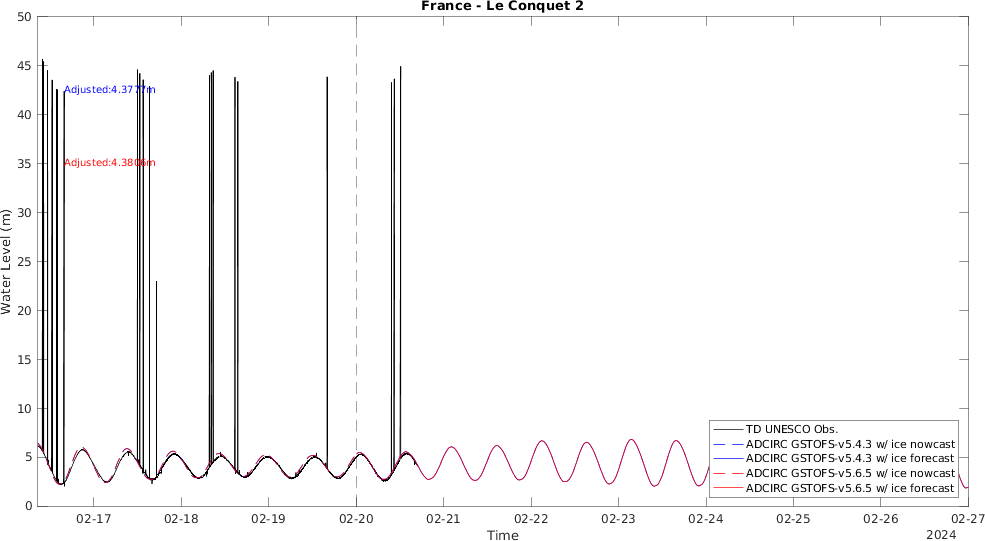 France - Le Conquet 2
50
45
40
35
30
25
20
15
10
5
0
Water Level (m)
Adjusted:4.3777m
Adjusted:4.3806m
TD UNESCO Obs.
ADCIRC GSTOFS-v5.4.3 w/ ice nowcast
ADCIRC GSTOFS-v5.4.3 w/ ice forecast
ADCIRC GSTOFS-v5.6.5 w/ ice nowcast
ADCIRC GSTOFS-v5.6.5 w/ ice forecast
02-17 02-18 02-19 02-20 02-21 02-22 02-23 02-24 02-25 02-26 02-27
Time
2024